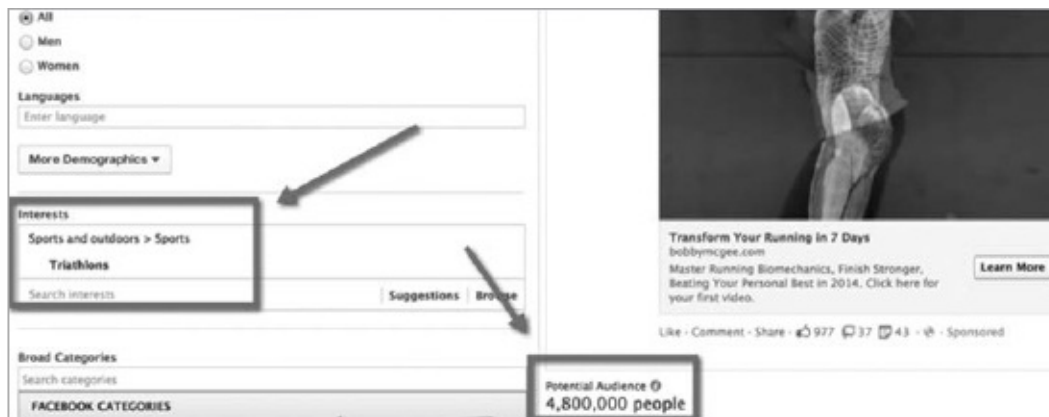 All
Men
Women
Languages
Enter language
More Demographics ▾
Interests
Sports and outdoors > Sports
Triathlons
Search interests
Suggestions
Browse
Broad Categories
Search categories
FACEBOOK CATEGORIES
Transform Your Running in 7 Days
bobbymcgee.com
Master Running Biomechanics, Finish Stronger,
Beating Your Personal Best in 2014. Click here for
your first video.
Learn More
Like · Comment · Share · 977 37 43 · Sponsored
Potential Audience
4,800,000 people